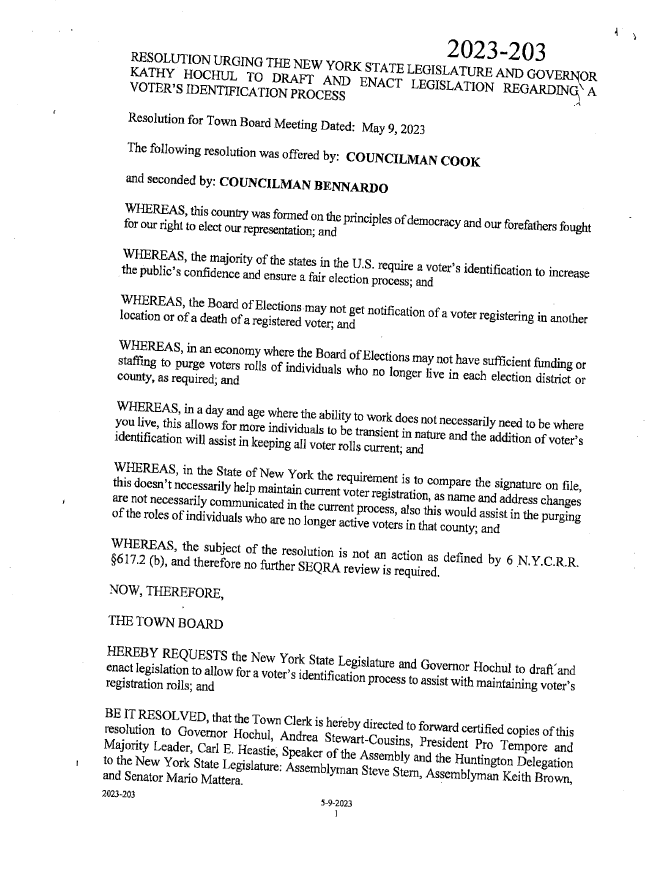 2023-203
RESOLUTION URGING THE NEW YORK STATE LEGISLATURE AND GOVERNOR
KATHY HOCHUL TO DRAFT AND ENACT LEGISLATION REGARDING A
VOTER'S IDENTIFICATION PROCESS
Resolution for Town Board Meeting Dated: May 9, 2023
The following resolution was offered by: COUNCILMAN COOK
and seconded by: COUNCILMAN BENNARDO
WHEREAS, this country was formed on the principles of democracy and our forefathers fought
for our right to elect our representation; and
WHEREAS, the majority of the states in the U.S. require a voter's identification to increase
the public's confidence and ensure a fair election process; and
WHEREAS, the Board of Elections may not get notification of a voter registering in another
location or of a death of a registered voter; and
WHEREAS, in an economy where the Board of Elections may not have sufficient funding or
staffing to purge voters rolls of individuals who no longer live in each election district or
county, as required; and
WHEREAS, in a day and age where the ability to work does not necessarily need to be where
you live, this allows for more individuals to be transient in nature and the addition of voter's
identification will assist in keeping all voter rolls current; and
WHEREAS, in the State of New York the requirement is to compare the signature on file,
this doesn't necessarily help maintain current voter registration, as name and address changes
are not necessarily communicated in the current process, also this would assist in the purging
of the roles of individuals who are no longer active voters in that county; and
WHEREAS, the subject of the resolution is not an action as defined by 6 N.Y.C.R.R.
§617.2 (b), and therefore no further SEQRA review is required.
NOW, THEREFORE,
THE TOWN BOARD
HEREBY REQUESTS the New York State Legislature and Governor Hochul to draft and
enact legislation to allow for a voter's identification process to assist with maintaining voter's
registration rolls; and
BE IT RESOLVED, that the Town Clerk is hereby directed to forward certified copies of this
resolution to Governor Hochul, Andrea Stewart-Cousins, President Pro Tempore and
Majority Leader, Carl E. Heastie, Speaker of the Assembly and the Huntington Delegation
to the New York State Legislature: Assemblyman Steve Stern, Assemblyman Keith Brown,
and Senator Mario Mattera.
2023-203
5-9-2023
1